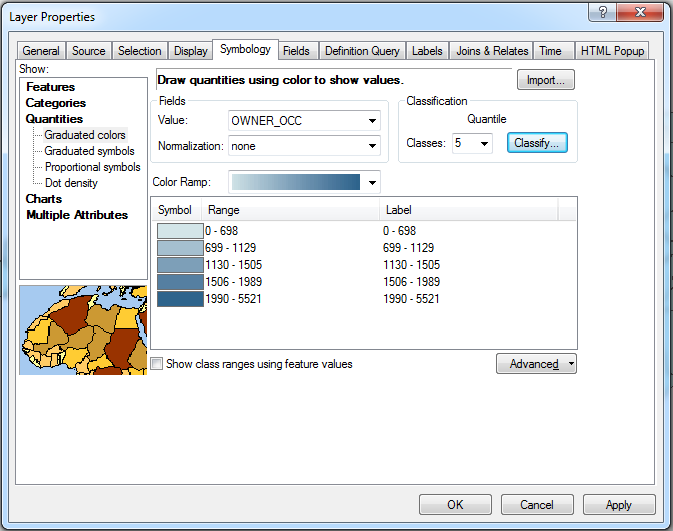 Layer Properties
General Source Selection Display Symbology Fields Definition Query Labels Joins & Relates Time HTML Popup
Show:
Features
Categories
Quantities
Graduated colors
Graduated symbols
Proportional symbols
Dot density
Charts
Multiple Attributes
Draw quantities using color to show values.
Import...
Fields
Value: OWNER_OCC
Normalization: none
Classification
Quantile
Classes: 5 Classify...
Color Ramp:
Symbol Range Label
0 - 698 0 - 698
699 - 1129 699 - 1129
1130 - 1505 1130 - 1505
1506 - 1989 1506 - 1989
1990 - 5521 1990 - 5521
Show class ranges using feature values
Advanced
OK Cancel Apply